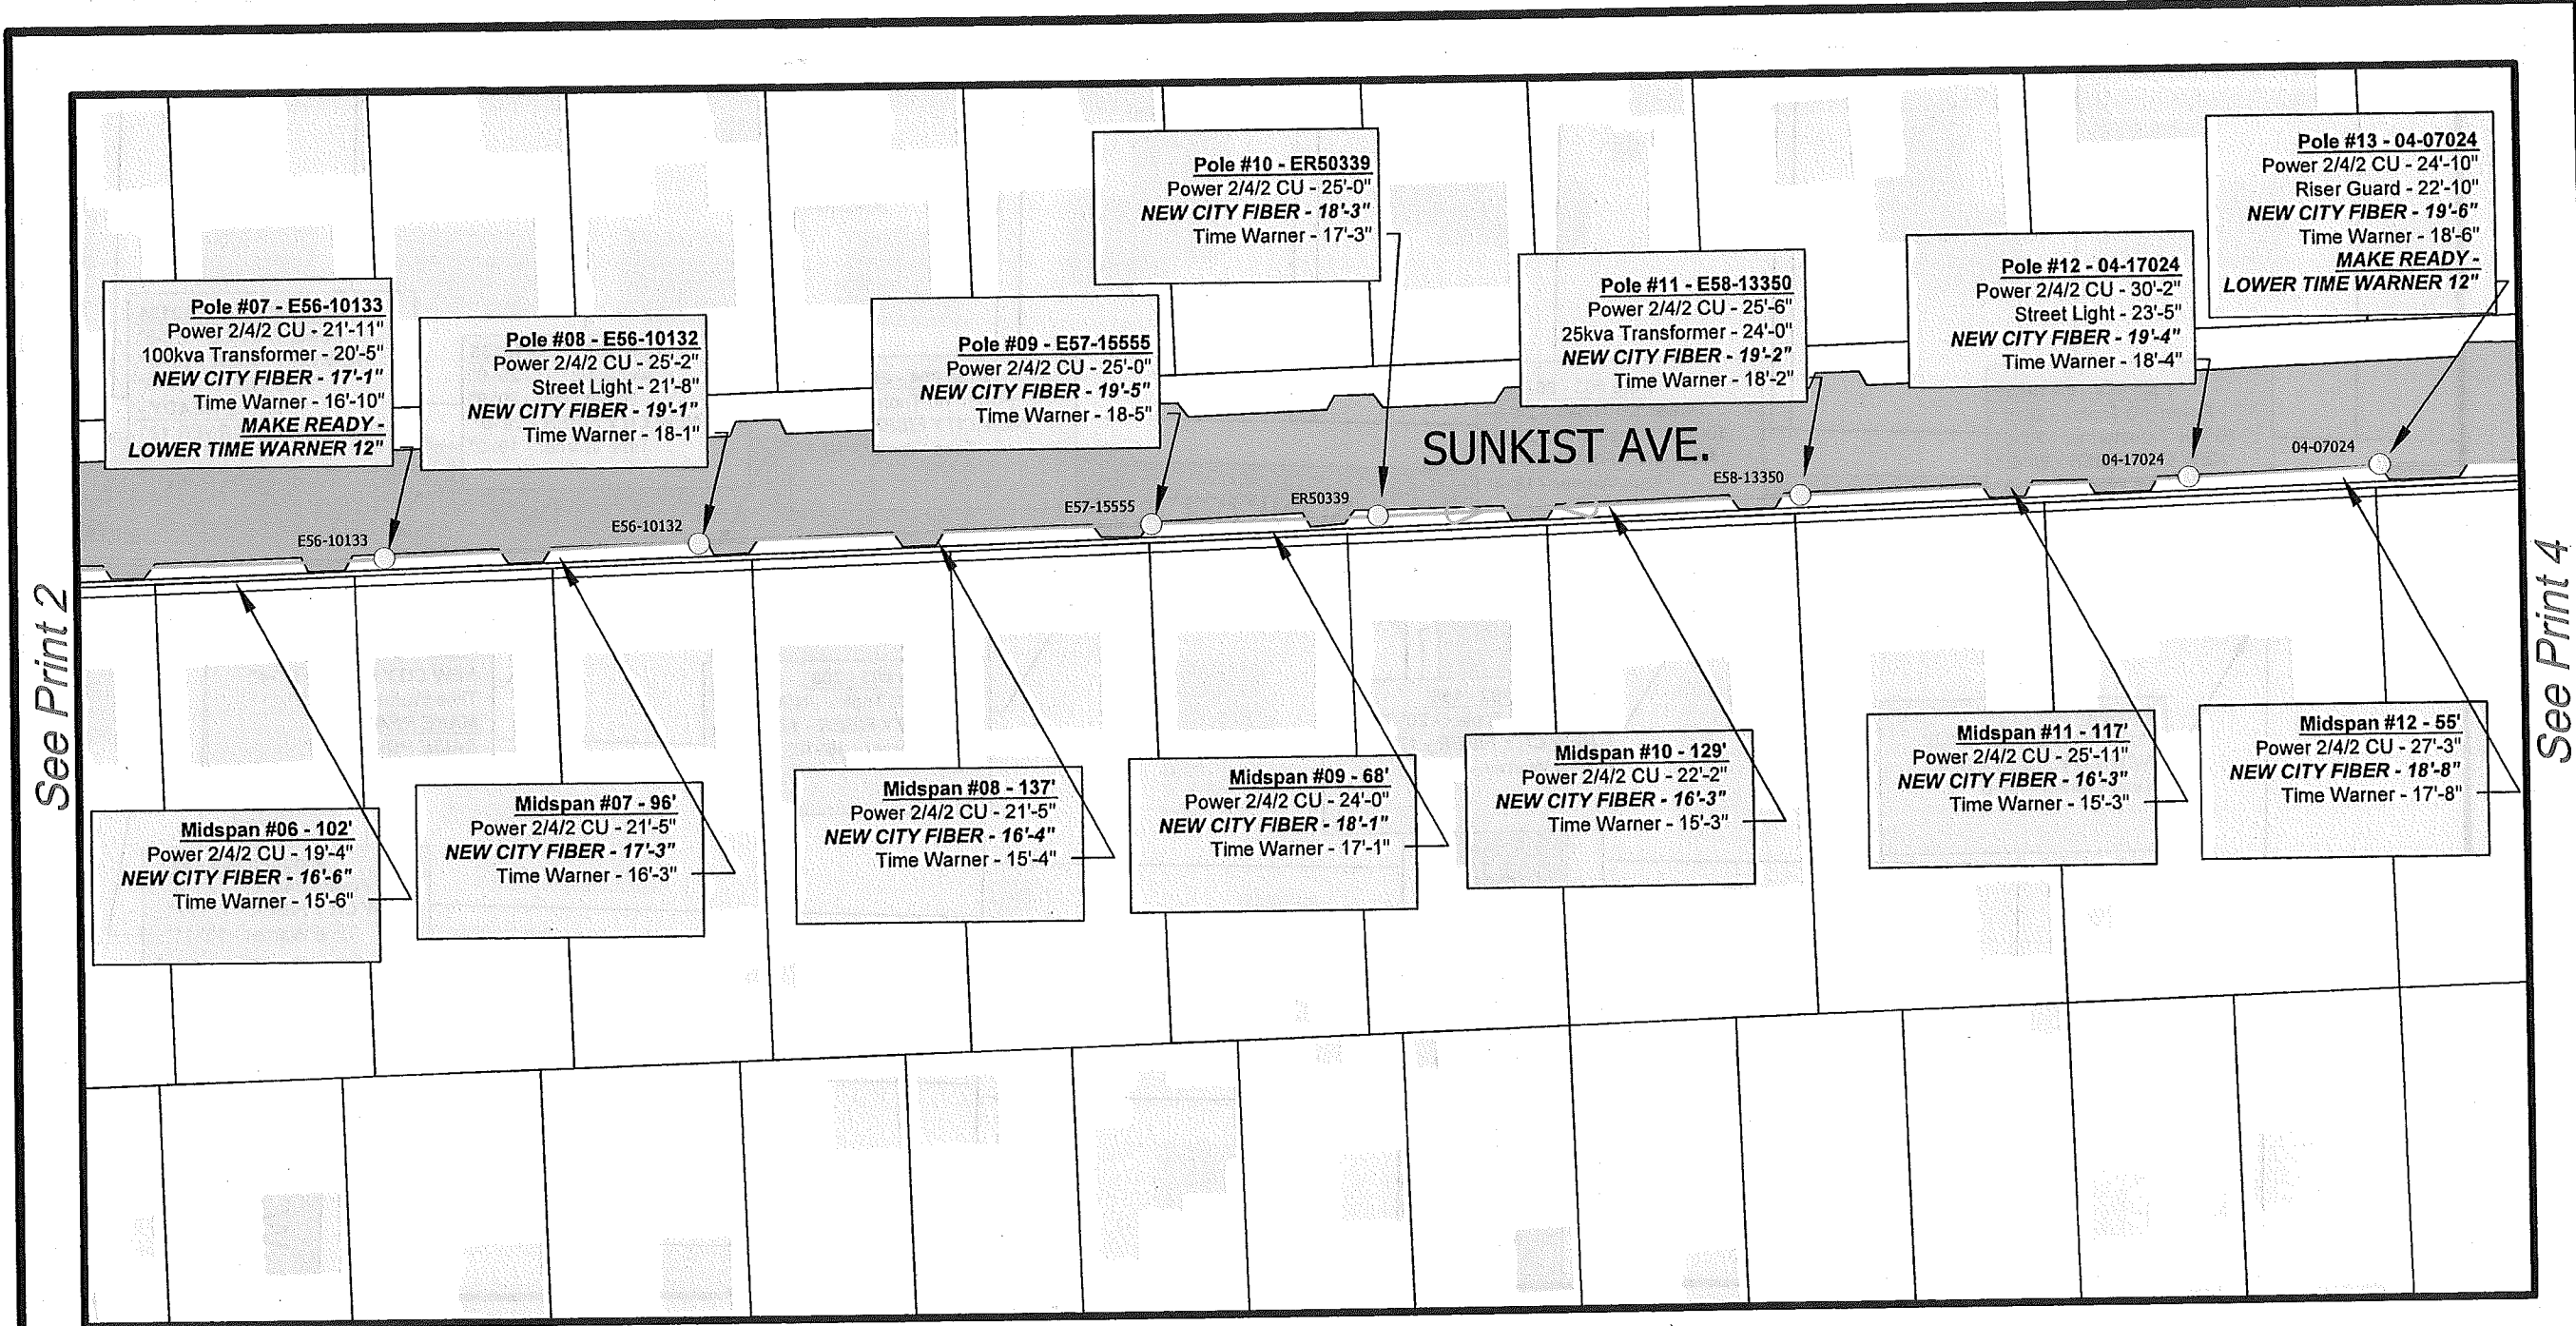 See Print 2
Pole #07 - E56-10133
Power 2/4/2 CU - 21'-11"
100kva Transformer - 20'-5"
NEW CITY FIBER - 17'-1"
Time Warner - 16'-10"
MAKE READY -
LOWER TIME WARNER 12"
Pole #08 - E56-10132
Power 2/4/2 CU - 25'-2"
Street Light - 21'-8"
NEW CITY FIBER - 19'-1"
Time Warner - 18-1"
Pole #09 - E57-15555
Power 2/4/2 CU - 25'-0"
NEW CITY FIBER - 19'-5"
Time Warner - 18-5"
Pole #10 - ER50339
Power 2/4/2 CU - 25'-0"
NEW CITY FIBER - 18'-3"
Time Warner - 17'-3"
Pole #11 - E58-13350
Power 2/4/2 CU - 25'-6"
25kva Transformer - 24'-0"
NEW CITY FIBER - 19'-2"
Time Warner - 18'-2"
Pole #12 - 04-17024
Power 2/4/2 CU - 30'-2"
Street Light - 23'-5"
NEW CITY FIBER - 19'-4"
Time Warner - 18'-4"
Pole #13 - 04-07024
Power 2/4/2 CU - 24'-10"
Riser Guard - 22'-10"
NEW CITY FIBER - 19'-6"
Time Warner - 18'-6"
MAKE READY -
LOWER TIME WARNER 12"
SUNKIST AVE.
E56-10133
E56-10132
E57-15555
ER50339
E58-13350
04-17024
04-07024
Midspan #06 - 102'
Power 2/4/2 CU - 19'-4"
NEW CITY FIBER - 16'-6"
Time Warner - 15'-6"
Midspan #07 - 96'
Power 2/4/2 CU - 21'-5"
NEW CITY FIBER - 17'-3"
Time Warner - 16'-3"
Midspan #08 - 137'
Power 2/4/2 CU - 21'-5"
NEW CITY FIBER - 16'-4"
Time Warner - 15'-4"
Midspan #09 - 68'
Power 2/4/2 CU - 24'-0"
NEW CITY FIBER - 18'-1"
Time Warner - 17'-1"
Midspan #10 - 129'
Power 2/4/2 CU - 22'-2"
NEW CITY FIBER - 16'-3"
Time Warner - 15'-3"
Midspan #11 - 117'
Power 2/4/2 CU - 25'-11"
NEW CITY FIBER - 16'-3"
Time Warner - 15'-3"
Midspan #12 - 55'
Power 2/4/2 CU - 27'-3"
NEW CITY FIBER - 18'-8"
Time Warner - 17'-8"
See Print 4